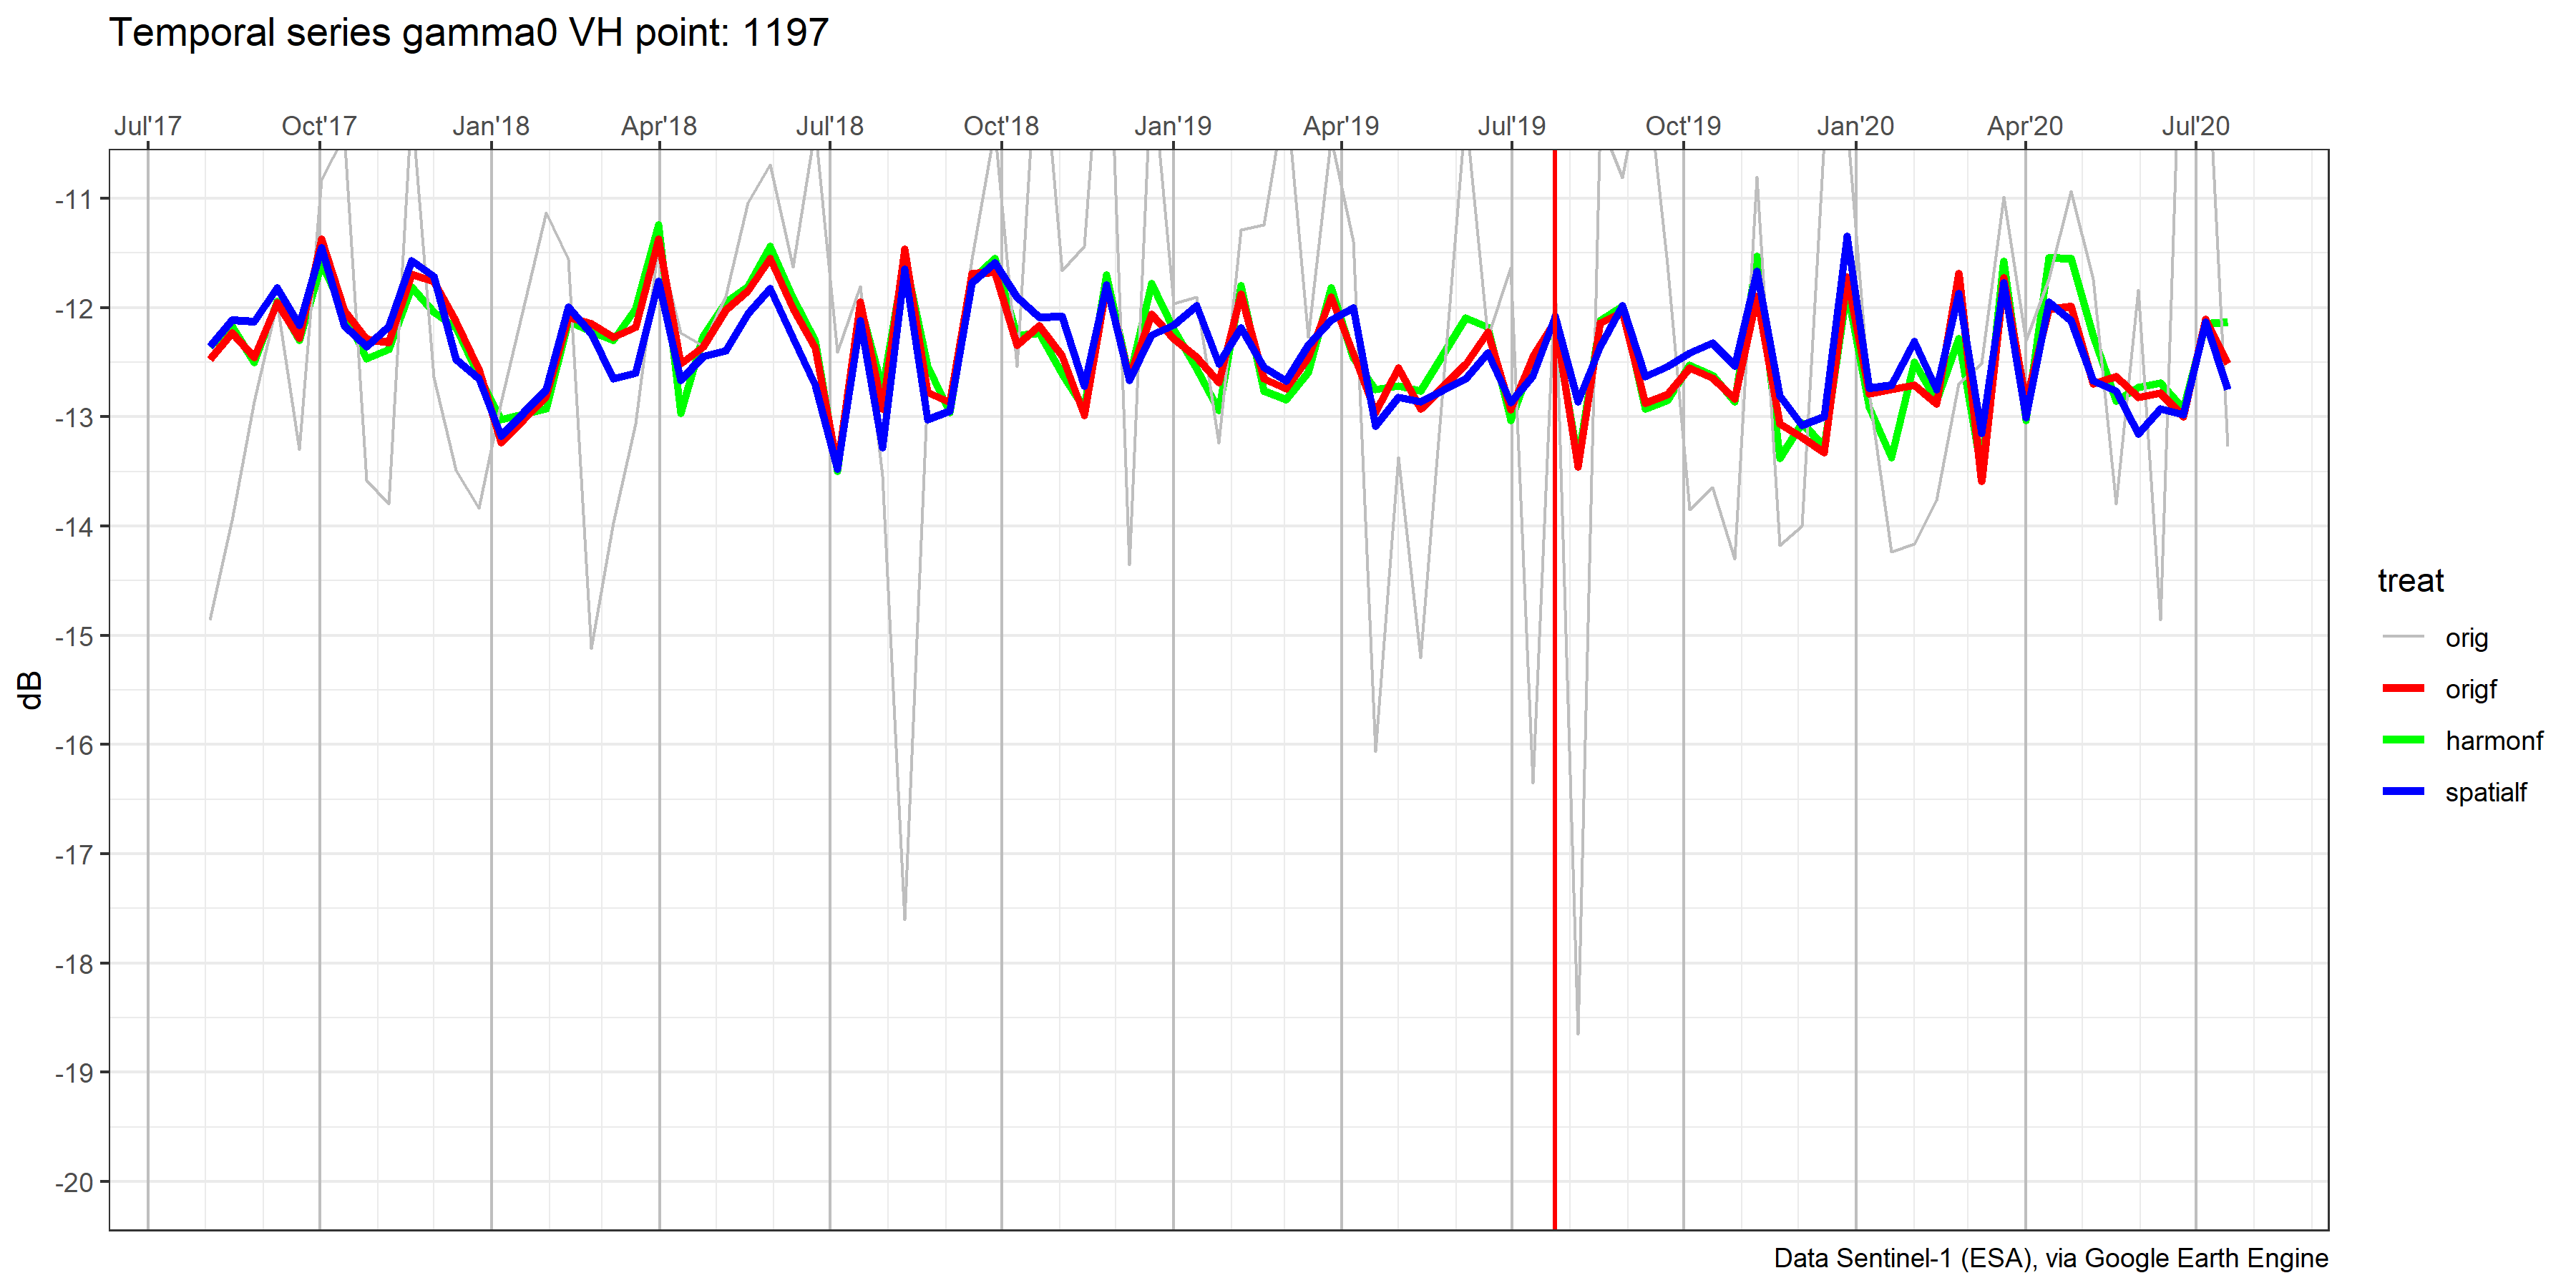 Temporal series gamma0 VH point: 1197
Jul'17 Oct'17 Jan'18 Apr'18 Jul'18 Oct'18 Jan'19 Apr'19 Jul'19 Oct'19 Jan'20 Apr'20 Jul'20
-11
-12
-13
-14
-15
-16
-17
-18
-19
-20
dB
treat
orig
origf
harmonf
spatialf
Data Sentinel-1 (ESA), via Google Earth Engine